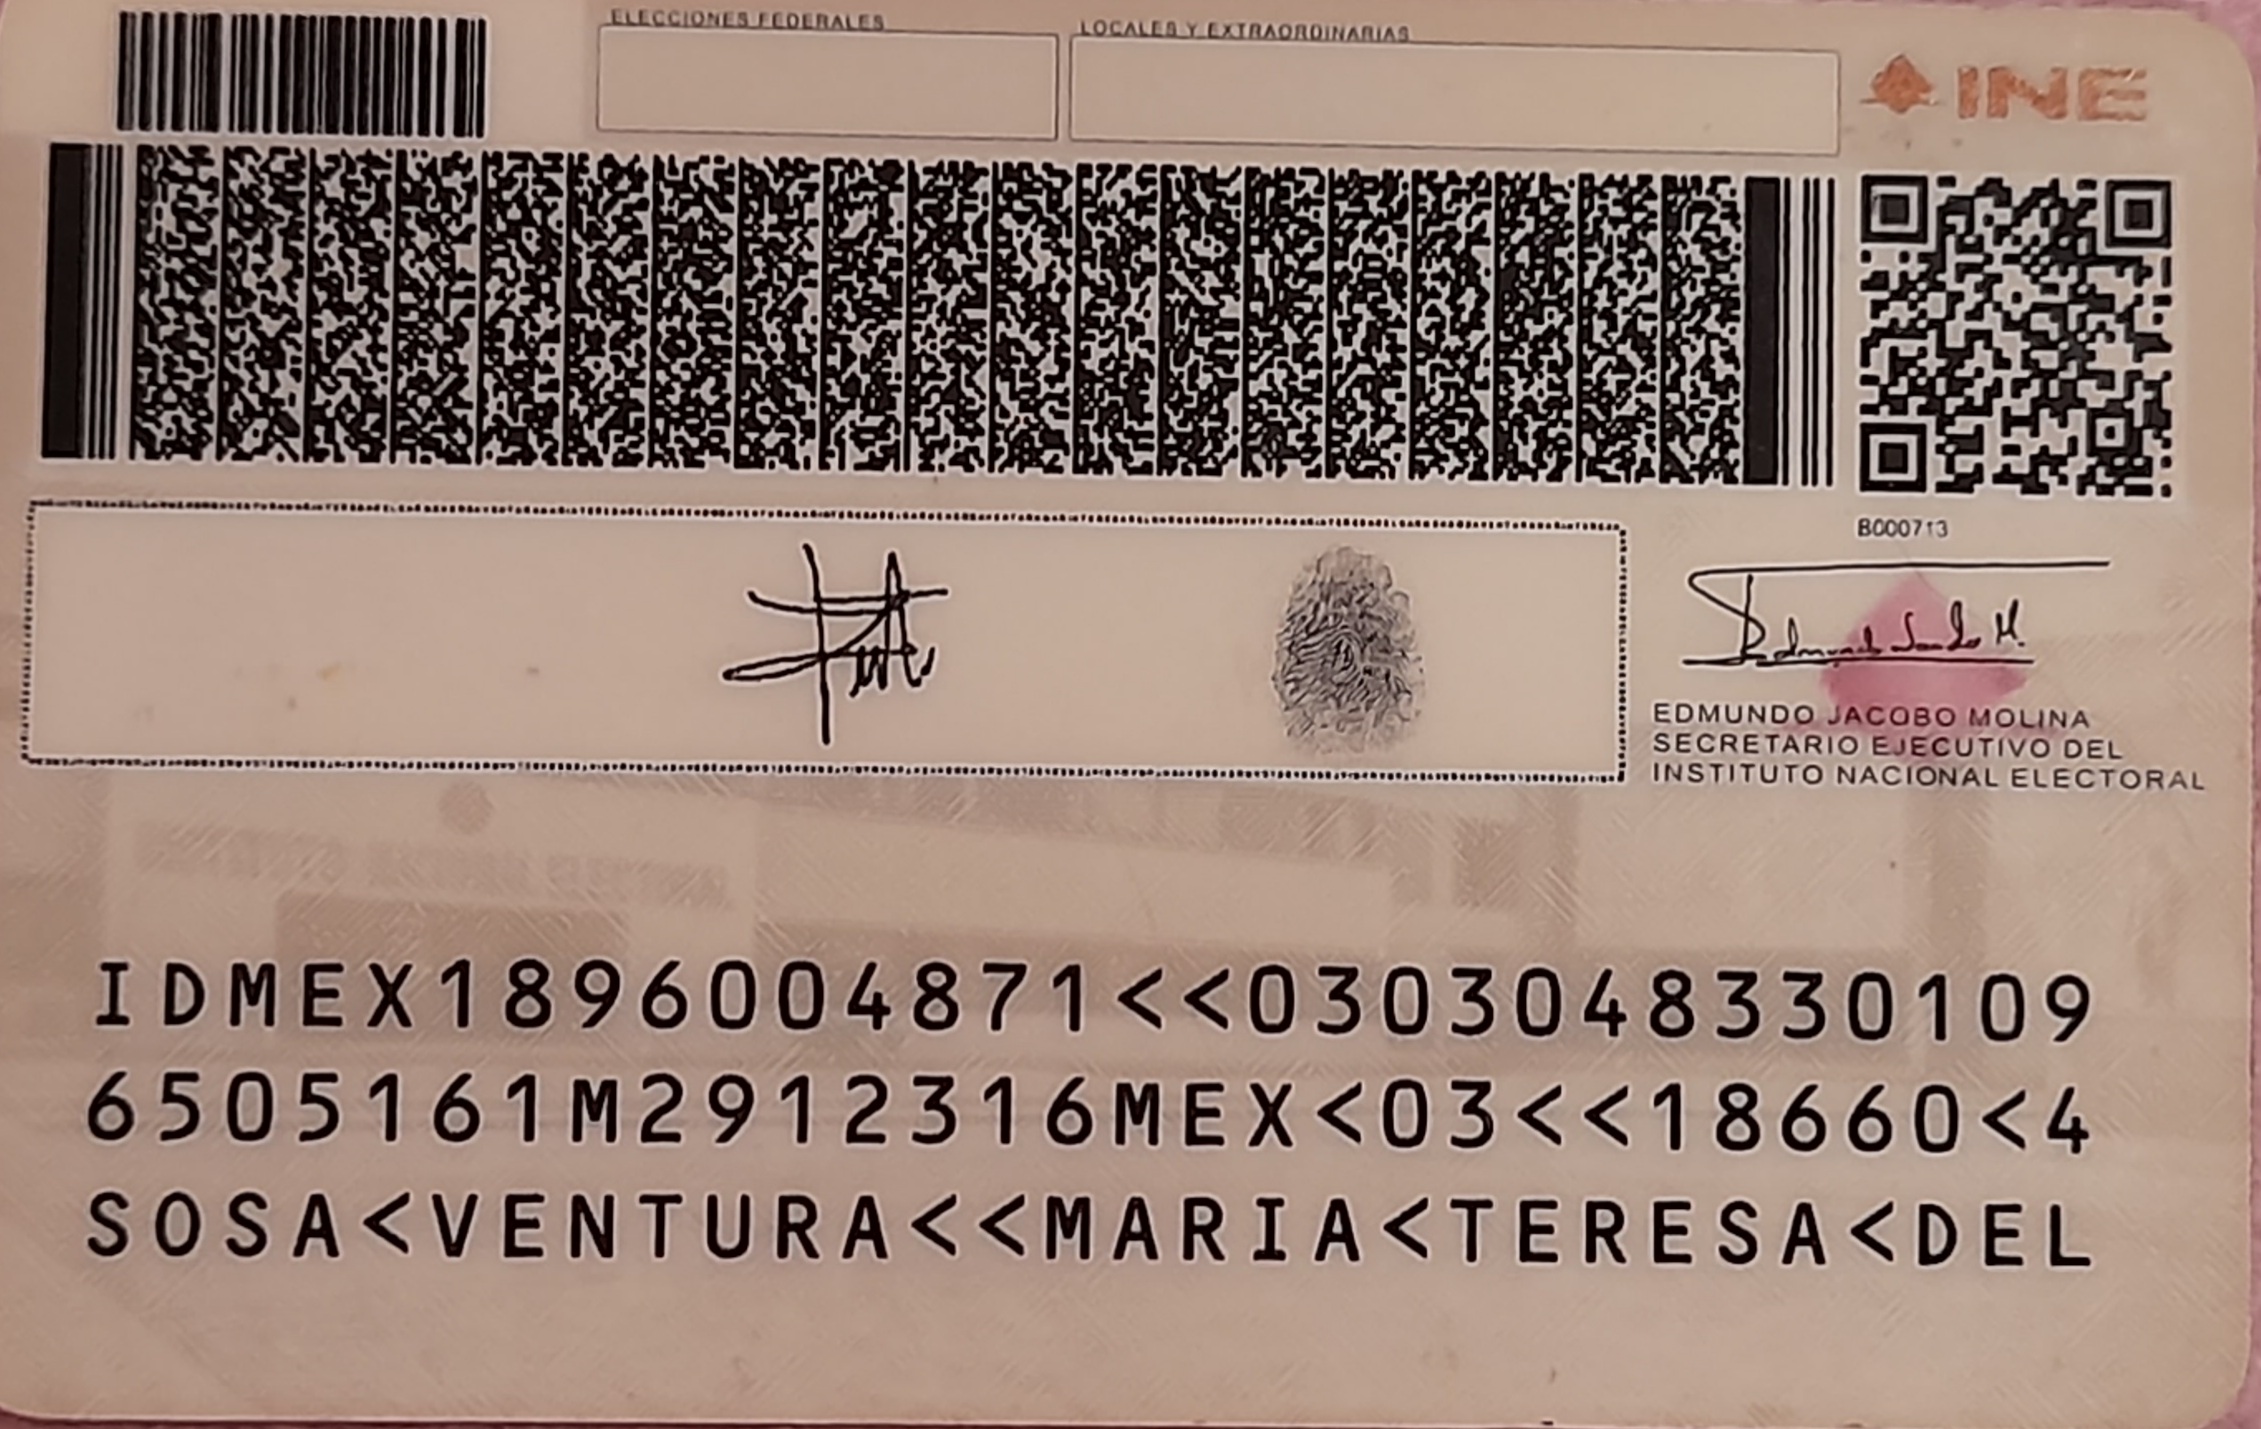 ELECCIONES FEDERALES
LOCALES Y EXTRAORDINARIAS
INE
B000713
EDMUNDO JACOBO MOLINA
SECRETARIO EJECUTIVO DEL
INSTITUTO NACIONAL ELECTORAL
IDMEX1896004871<<0303048330109
6505161M2912316MEX<03<<18660<4
SOSA<VENTURA<<MARIA<TERESA<DEL